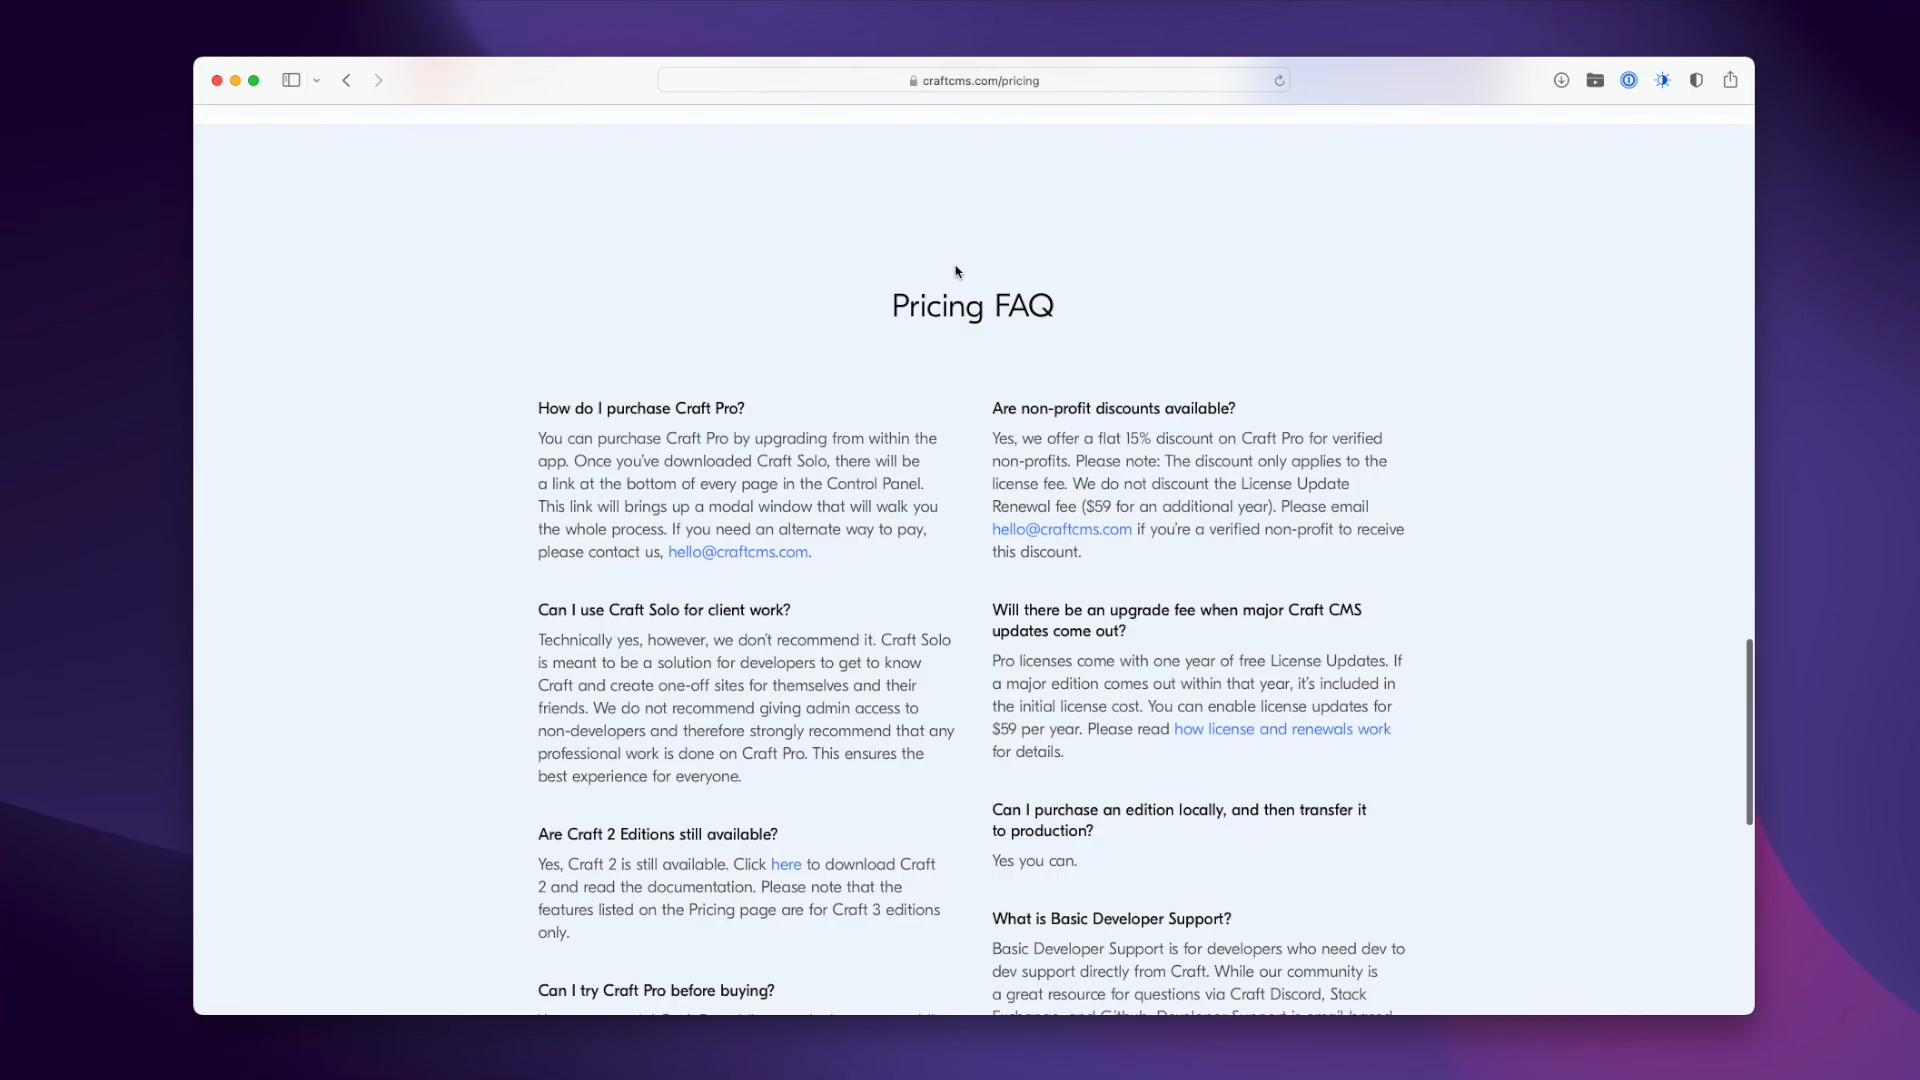 craftcms.com/pricing
Pricing FAQ
How do I purchase Craft Pro?
You can purchase Craft Pro by upgrading from within the
app. Once you've downloaded Craft Solo, there will be
a link at the bottom of every page in the Control Panel.
This link will brings up a modal window that will walk you
the whole process. If you need an alternate way to pay,
please contact us, hello@craftcms.com.
Can I use Craft Solo for client work?
Technically yes, however, we don't recommend it. Craft Solo
is meant to be a solution for developers to get to know
Craft and create one-off sites for themselves and their
friends. We do not recommend giving admin access to
non-developers and therefore strongly recommend that any
professional work is done on Craft Pro. This ensures the
best experience for everyone.
Are Craft 2 Editions still available?
Yes, Craft 2 is still available. Click here to download Craft
2 and read the documentation. Please note that the
features listed on the Pricing page are for Craft 3 editions
only.
Can I try Craft Pro before buying?
Are non-profit discounts available?
Yes, we offer a flat 15% discount on Craft Pro for verified
non-profits. Please note: The discount only applies to the
license fee. We do not discount the License Update
Renewal fee ($59 for an additional year). Please email
hello@craftcms.com if you're a verified non-profit to receive
this discount.
Will there be an upgrade fee when major Craft CMS
updates come out?
Pro licenses come with one year of free License Updates. If
a major edition comes out within that year, it's included in
the initial license cost. You can enable license updates for
$59 per year. Please read how license and renewals work
for details.
Can I purchase an edition locally, and then transfer it
to production?
Yes you can.
What is Basic Developer Support?
Basic Developer Support is for developers who need dev to
dev support directly from Craft. While our community is
a great resource for questions via Craft Discord, Stack